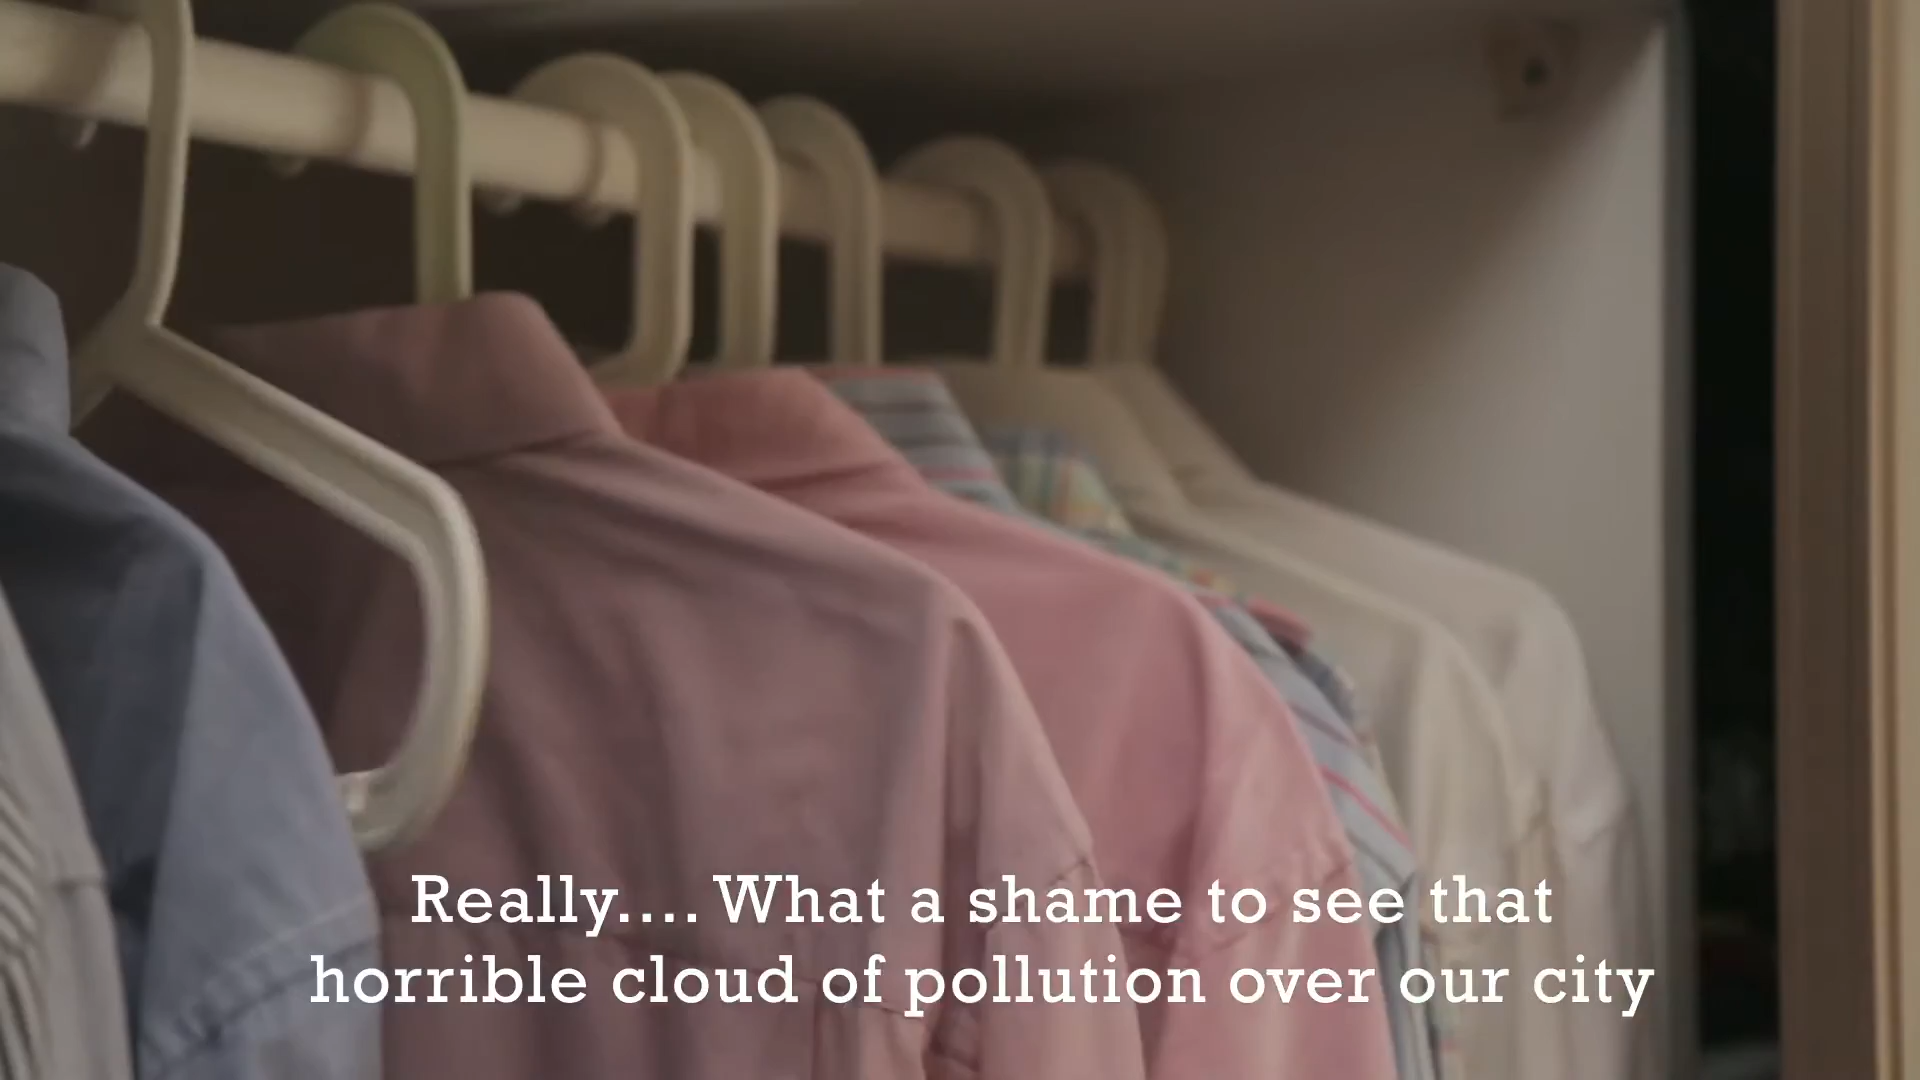 Really.... What a shame to see that
horrible cloud of pollution over our city